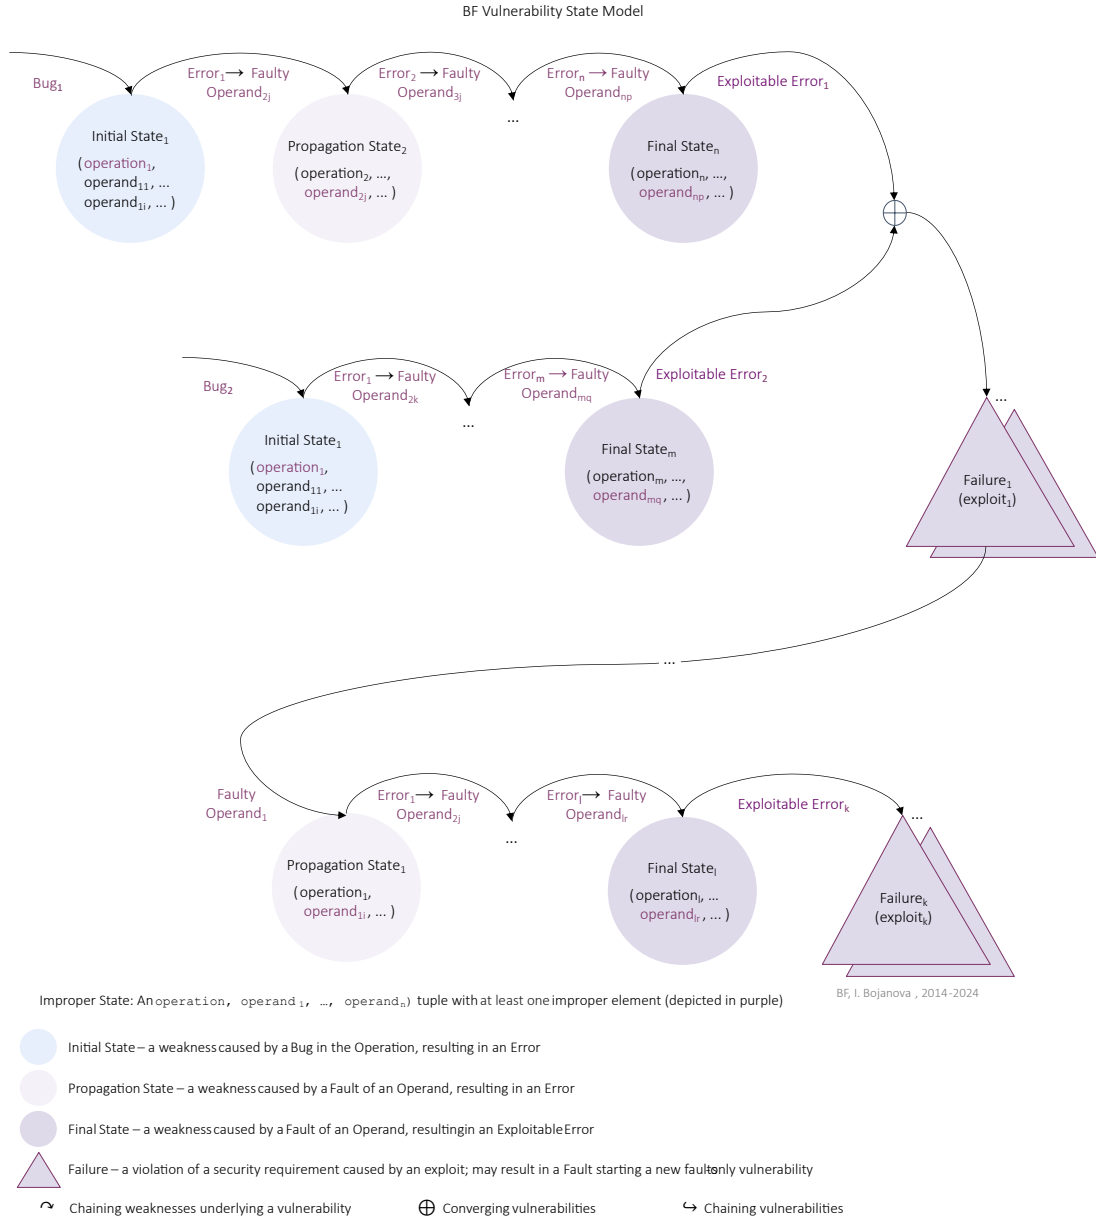 BF Vulnerability State Model
Bug1
Error1→ Faulty
Operand2j
Error2 → Faulty
Operand3j
...
Errorn → Faulty
Operandnp
Exploitable Error1
Initial State1
(operation1,
operand11, ...
operand1i, ... )
Propagation State2
(operation2, ...,
operand2j, ... )
Final Staten
(operationn, ...,
operandnp, ... )
Bug2
Error1 → Faulty
Operand2k
...
Errorm → Faulty
Operandmq
Exploitable Error2
Initial State1
(operation1,
operand11, ...
operand1i, ... )
Final Statem
(operationm, ...,
operandmq, ... )
...
Failure1
(exploit1)
...
Faulty
Operand1
Error1→ Faulty
Operand2j
...
Errorl→ Faulty
Operandlr
Exploitable Errork
...
Propagation State1
(operation1,
operand1i, ... )
Final Statel
(operationl, ...
operandlr, ... )
Failurek
(exploitk)
BF, I. Bojanova , 2014-2024
Improper State: An operation, operand1, …, operandn) tuple with at least one improper element (depicted in purple)
Initial State – a weakness caused by a Bug in the Operation, resulting in an Error
Propagation State – a weakness caused by a Fault of an Operand, resulting in an Error
Final State – a weakness caused by a Fault of an Operand, resultingin an Exploitable Error
Failure – a violation of a security requirement caused by an exploit; may result in a Fault starting a new fault-only vulnerability
Chaining weaknesses underlying a vulnerability
Converging vulnerabilities
Chaining vulnerabilities